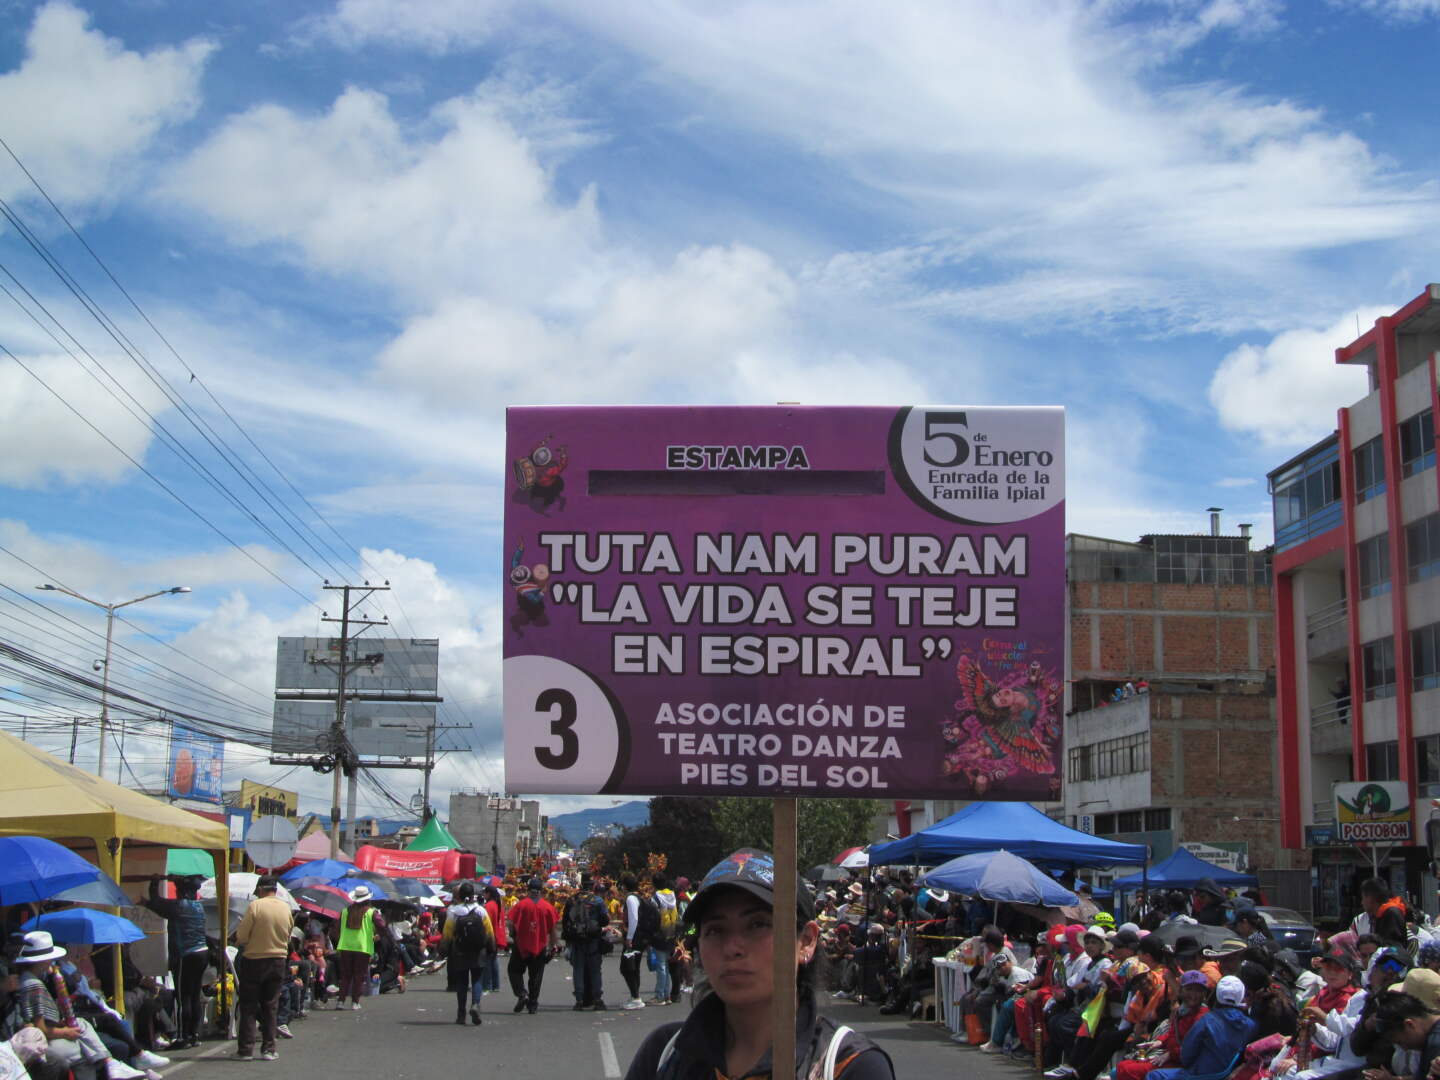 ESTAMPA
5 de Enero
Entrada de la
Familia Ipial
TUTA NAM PURAM
"LA VIDA SE TEJE
EN ESPIRAL”
Carnaval
3
ASOCIACIÓN DE
TEATRO DANZA
PIES DEL SOL
POSTOBON